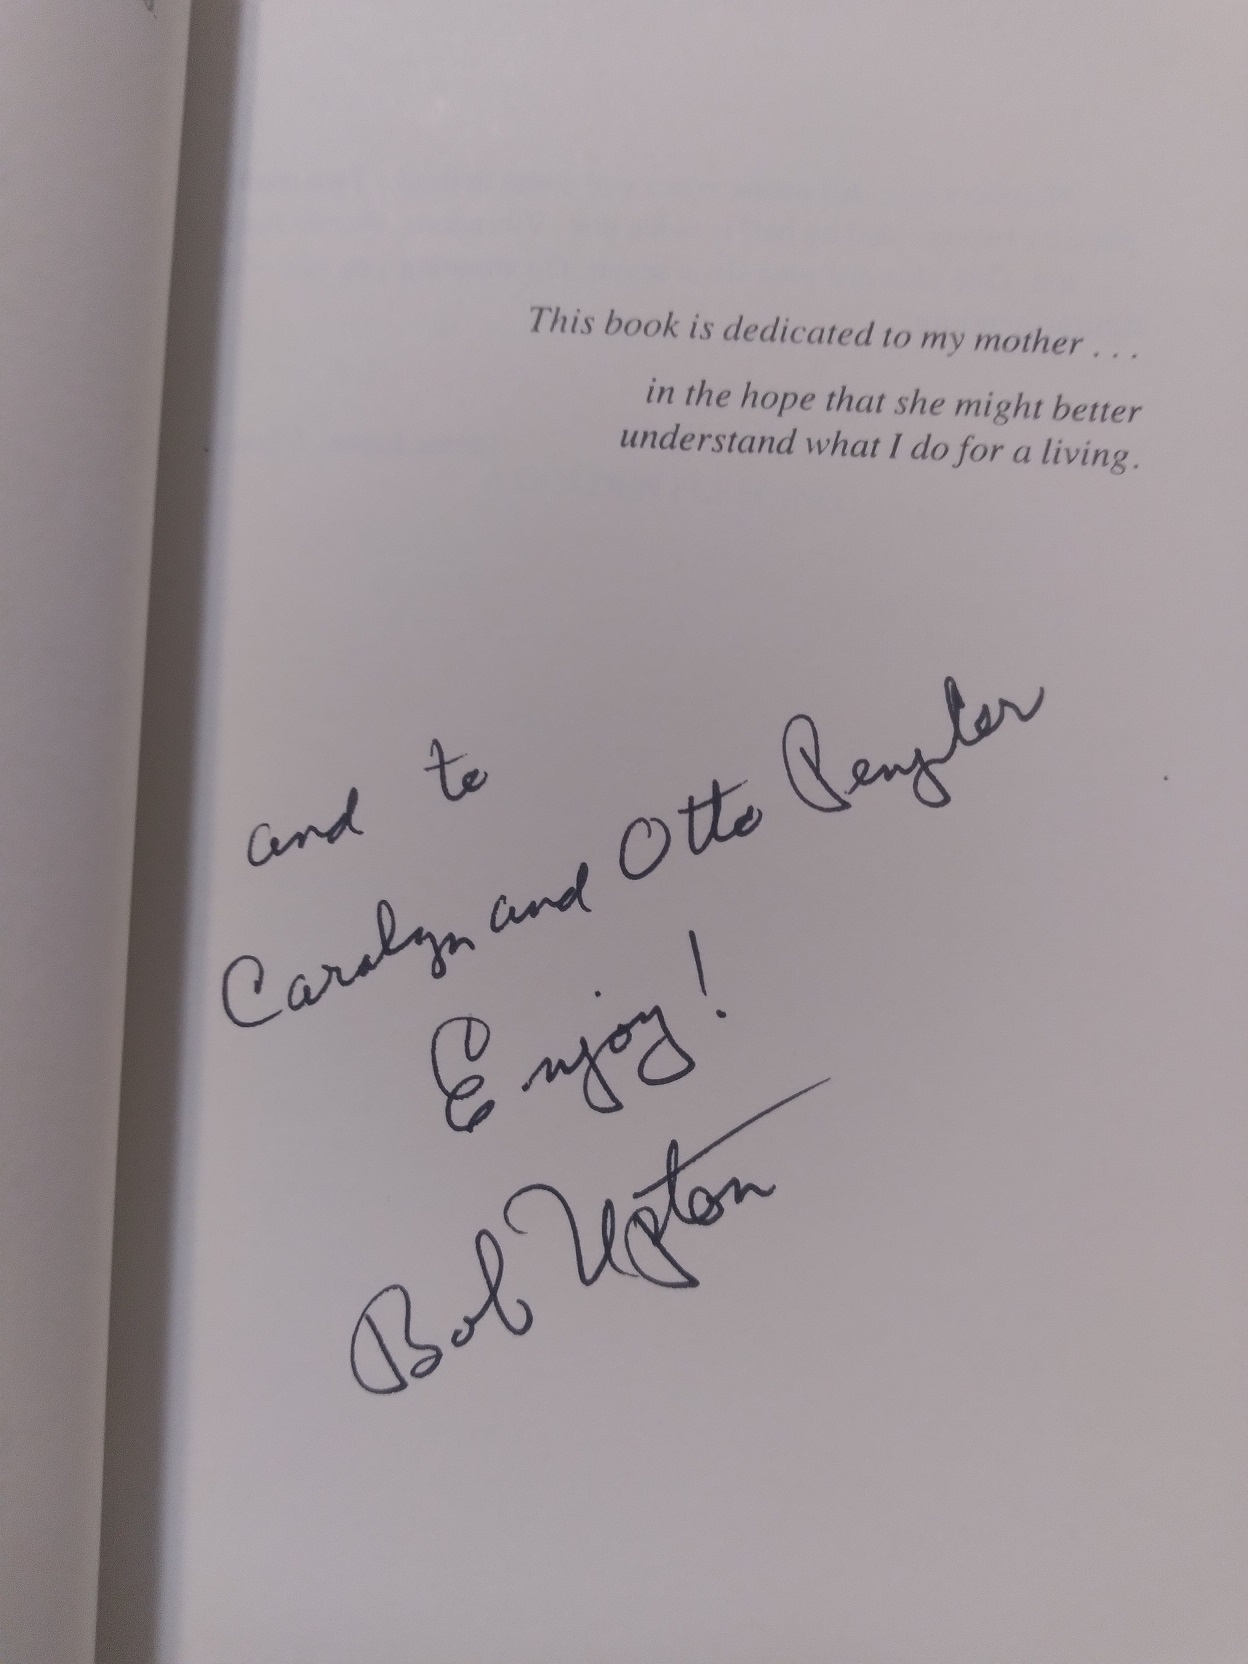 This book is dedicated to my mother . . .
in the hope that she might better
understand what I do for a living.
and to
Carolyn and Otto Penzler
Enjoy!
Bob Upton